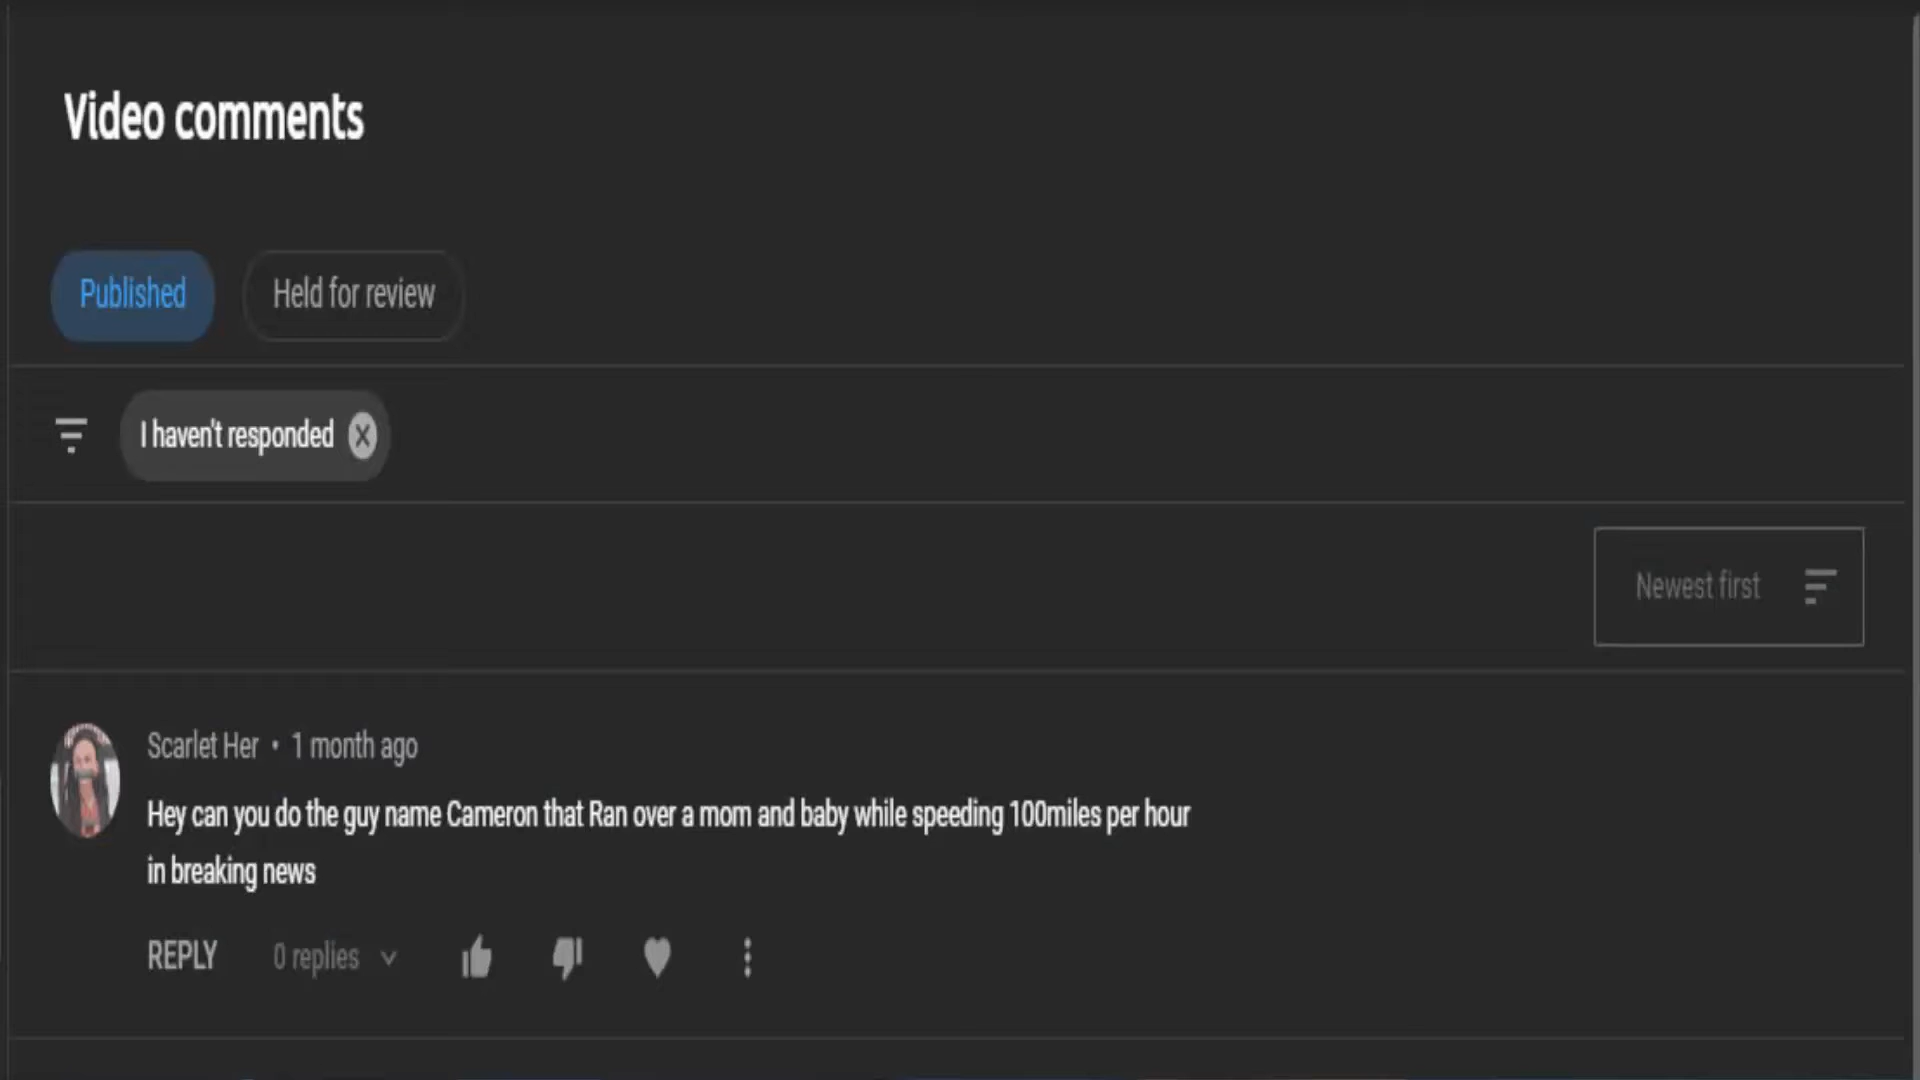 Video comments
Published Held for review
I haven't responded
Newest first
Scarlet Her • 1 month ago
Hey can you do the guy name Cameron that Ran over a mom and baby while speeding 100miles per hour
in breaking news
REPLY 0 replies